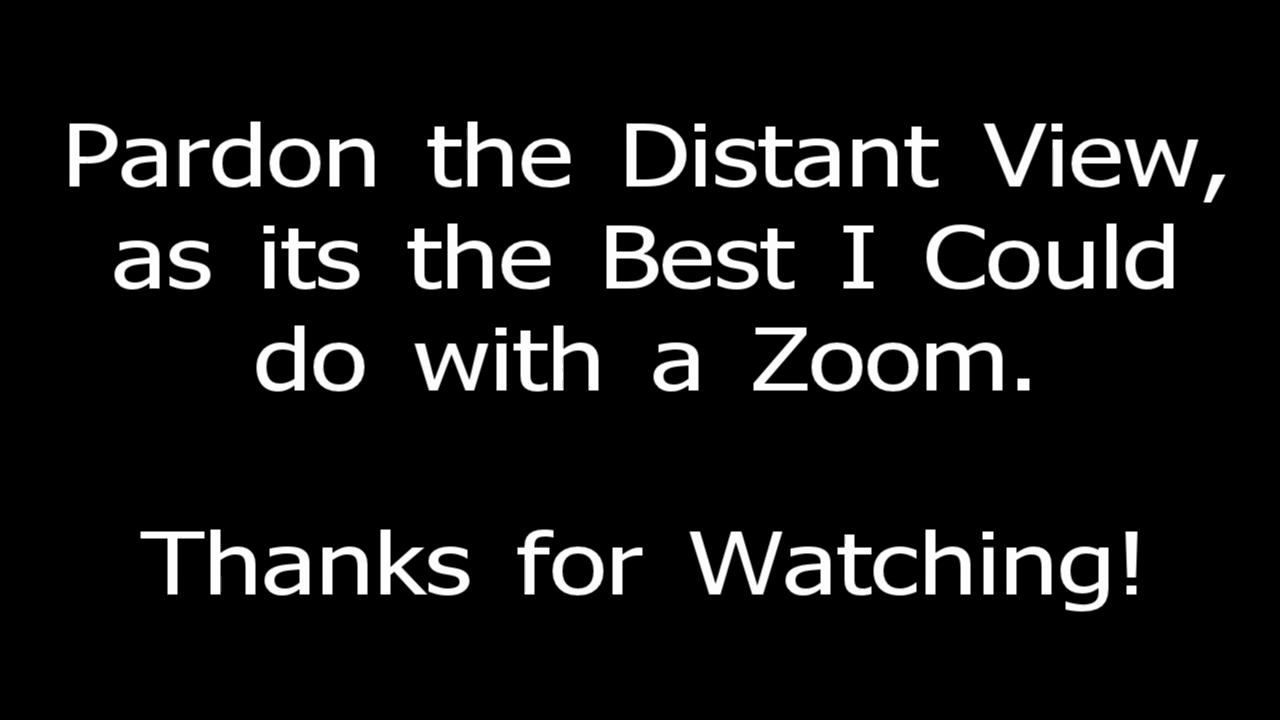 Pardon the Distant View,
as its the Best I Could
do with a Zoom.
Thanks for Watching!